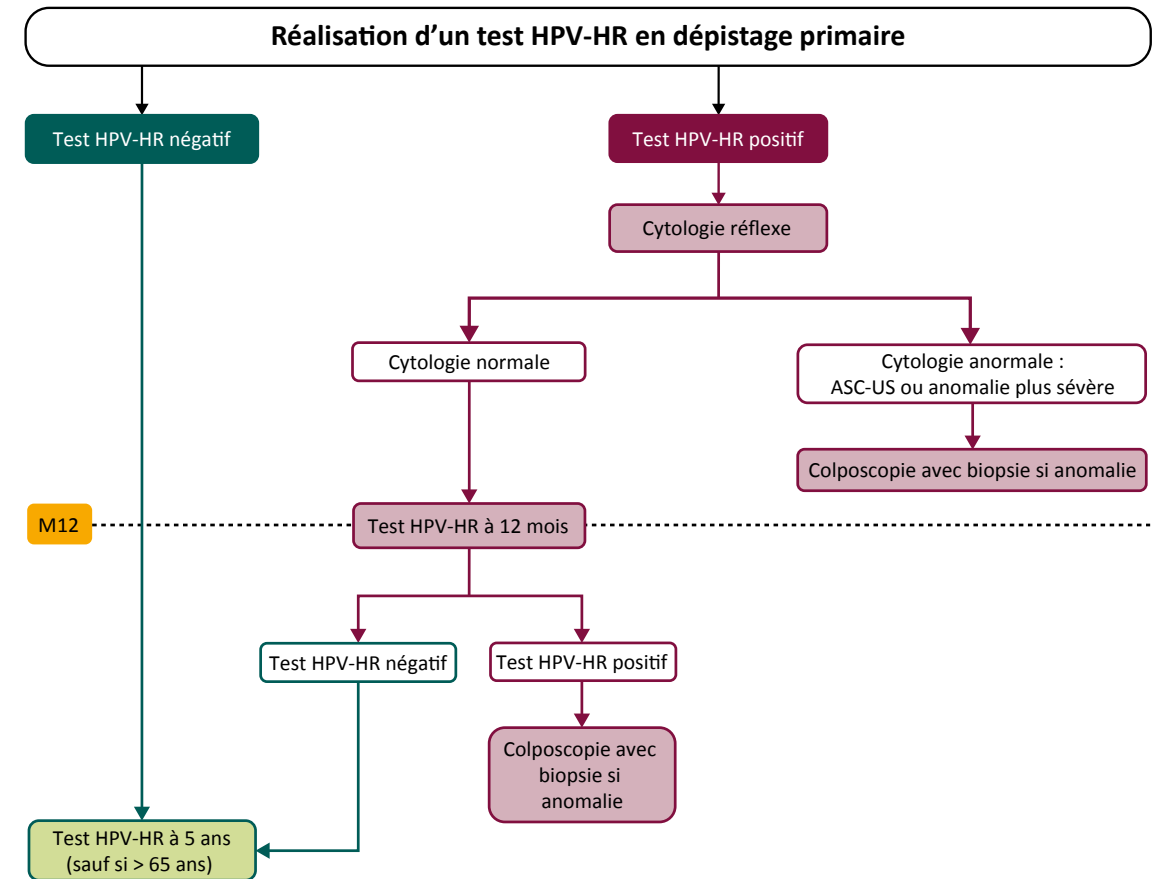 Réalisation d’un test HPV-HR en dépistage primaire
Test HPV-HR négatif
Test HPV-HR positif
Cytologie réflexe
Cytologie normale
Cytologie anormale :
ASC-US ou anomalie plus sévère
Colposcopie avec biopsie si anomalie
M12
Test HPV-HR à 12 mois
Test HPV-HR négatif
Test HPV-HR positif
Colposcopie avec
biopsie si
anomalie
Test HPV-HR à 5 ans
(sauf si > 65 ans)